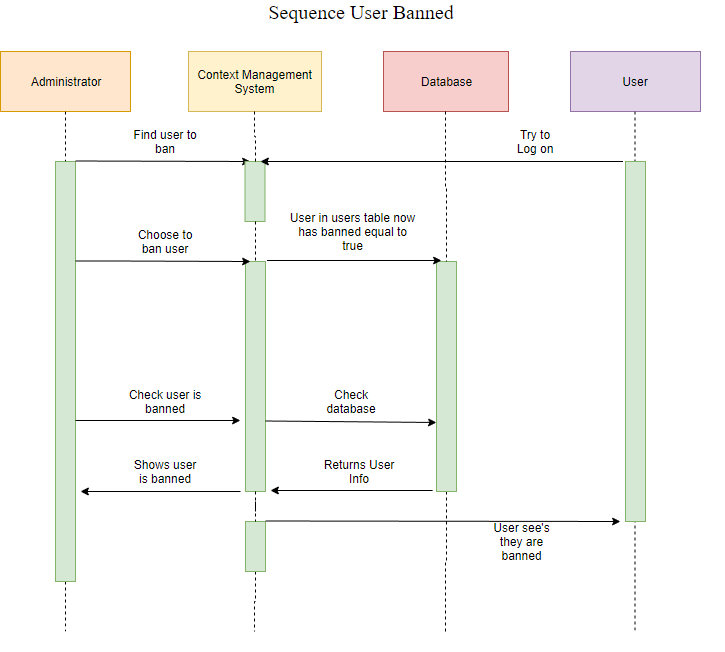 Sequence User Banned
Administrator
Context Management
System
Database
User
Find user to
ban
Try to
Log on
User in users table now
has banned equal to
true
Choose to
ban user
Check user is
banned
Check
database
Shows user
is banned
Returns User
Info
User see's
they are
banned